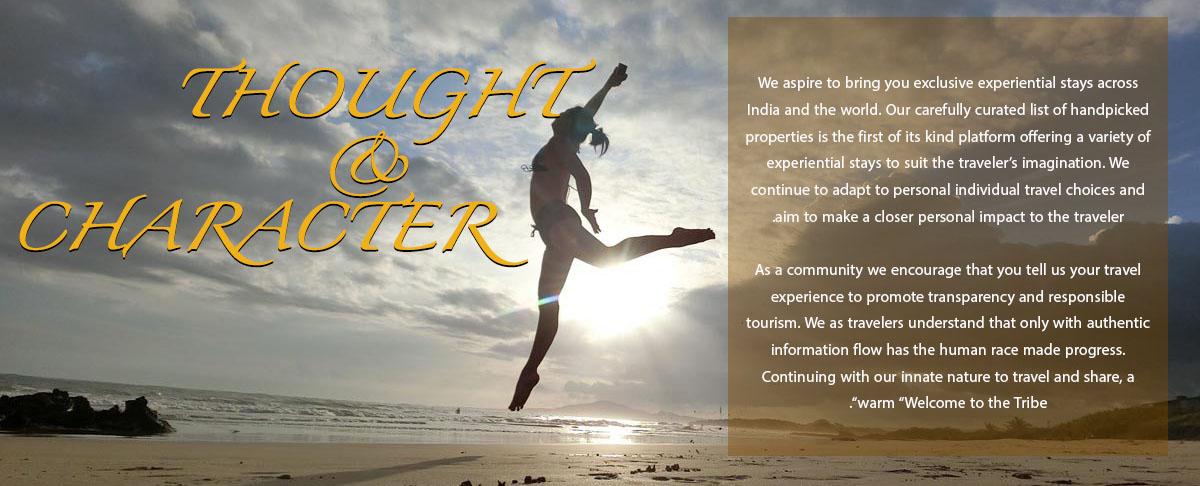 THOUGHT
&
CHARACTER
We aspire to bring you exclusive experiential stays across
India and the world. Our carefully curated list of handpicked
properties is the first of its kind platform offering a variety of
experiential stays to suit the traveler’s imagination. We
continue to adapt to personal individual travel choices and
.aim to make a closer personal impact to the traveler
As a community we encourage that you tell us your travel
experience to promote transparency and responsible
tourism. We as travelers understand that only with authentic
information flow has the human race made progress.
Continuing with our innate nature to travel and share, a
.“warm “Welcome to the Tribe